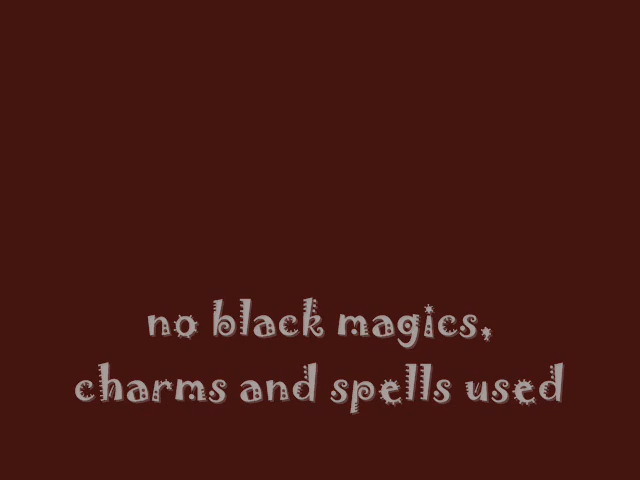 no black magics,
charms and spells used